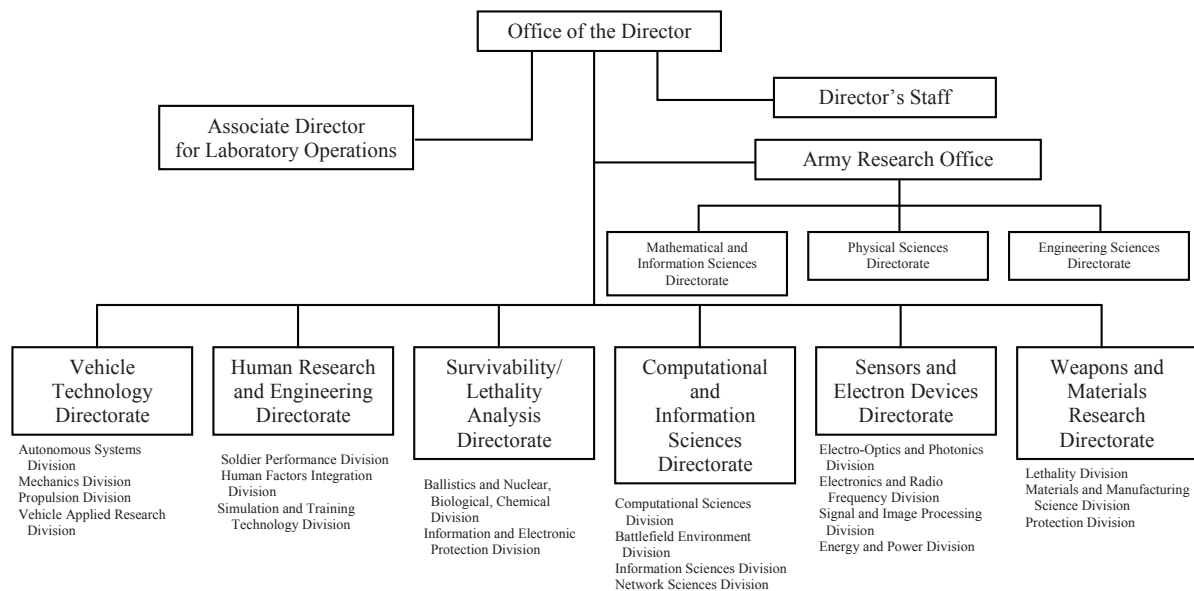 Office of the Director
Director’s Staff
Associate Director
for Laboratory Operations
Army Research Office
Mathematical and
Information Sciences
Directorate
Physical Sciences
Directorate
Engineering Sciences
Directorate
Vehicle
Technology
Directorate
Autonomous Systems
Division
Mechanics Division
Propulsion Division
Vehicle Applied Research
Division
Human Research
and Engineering
Directorate
Soldier Performance Division
Human Factors Integration
Division
Simulation and Training
Technology Division
Survivability/
Lethality
Analysis
Directorate
Ballistics and Nuclear,
Biological, Chemical
Division
Information and Electronic
Protection Division
Computational
and
Information
Sciences
Directorate
Computational Sciences
Division
Battlefield Environment
Division
Information Sciences Division
Network Sciences Division
Sensors and
Electron Devices
Directorate
Electro-Optics and Photonics
Division
Electronics and Radio
Frequency Division
Signal and Image Processing
Division
Energy and Power Division
Weapons and
Materials
Research
Directorate
Lethality Division
Materials and Manufacturing
Science Division
Protection Division